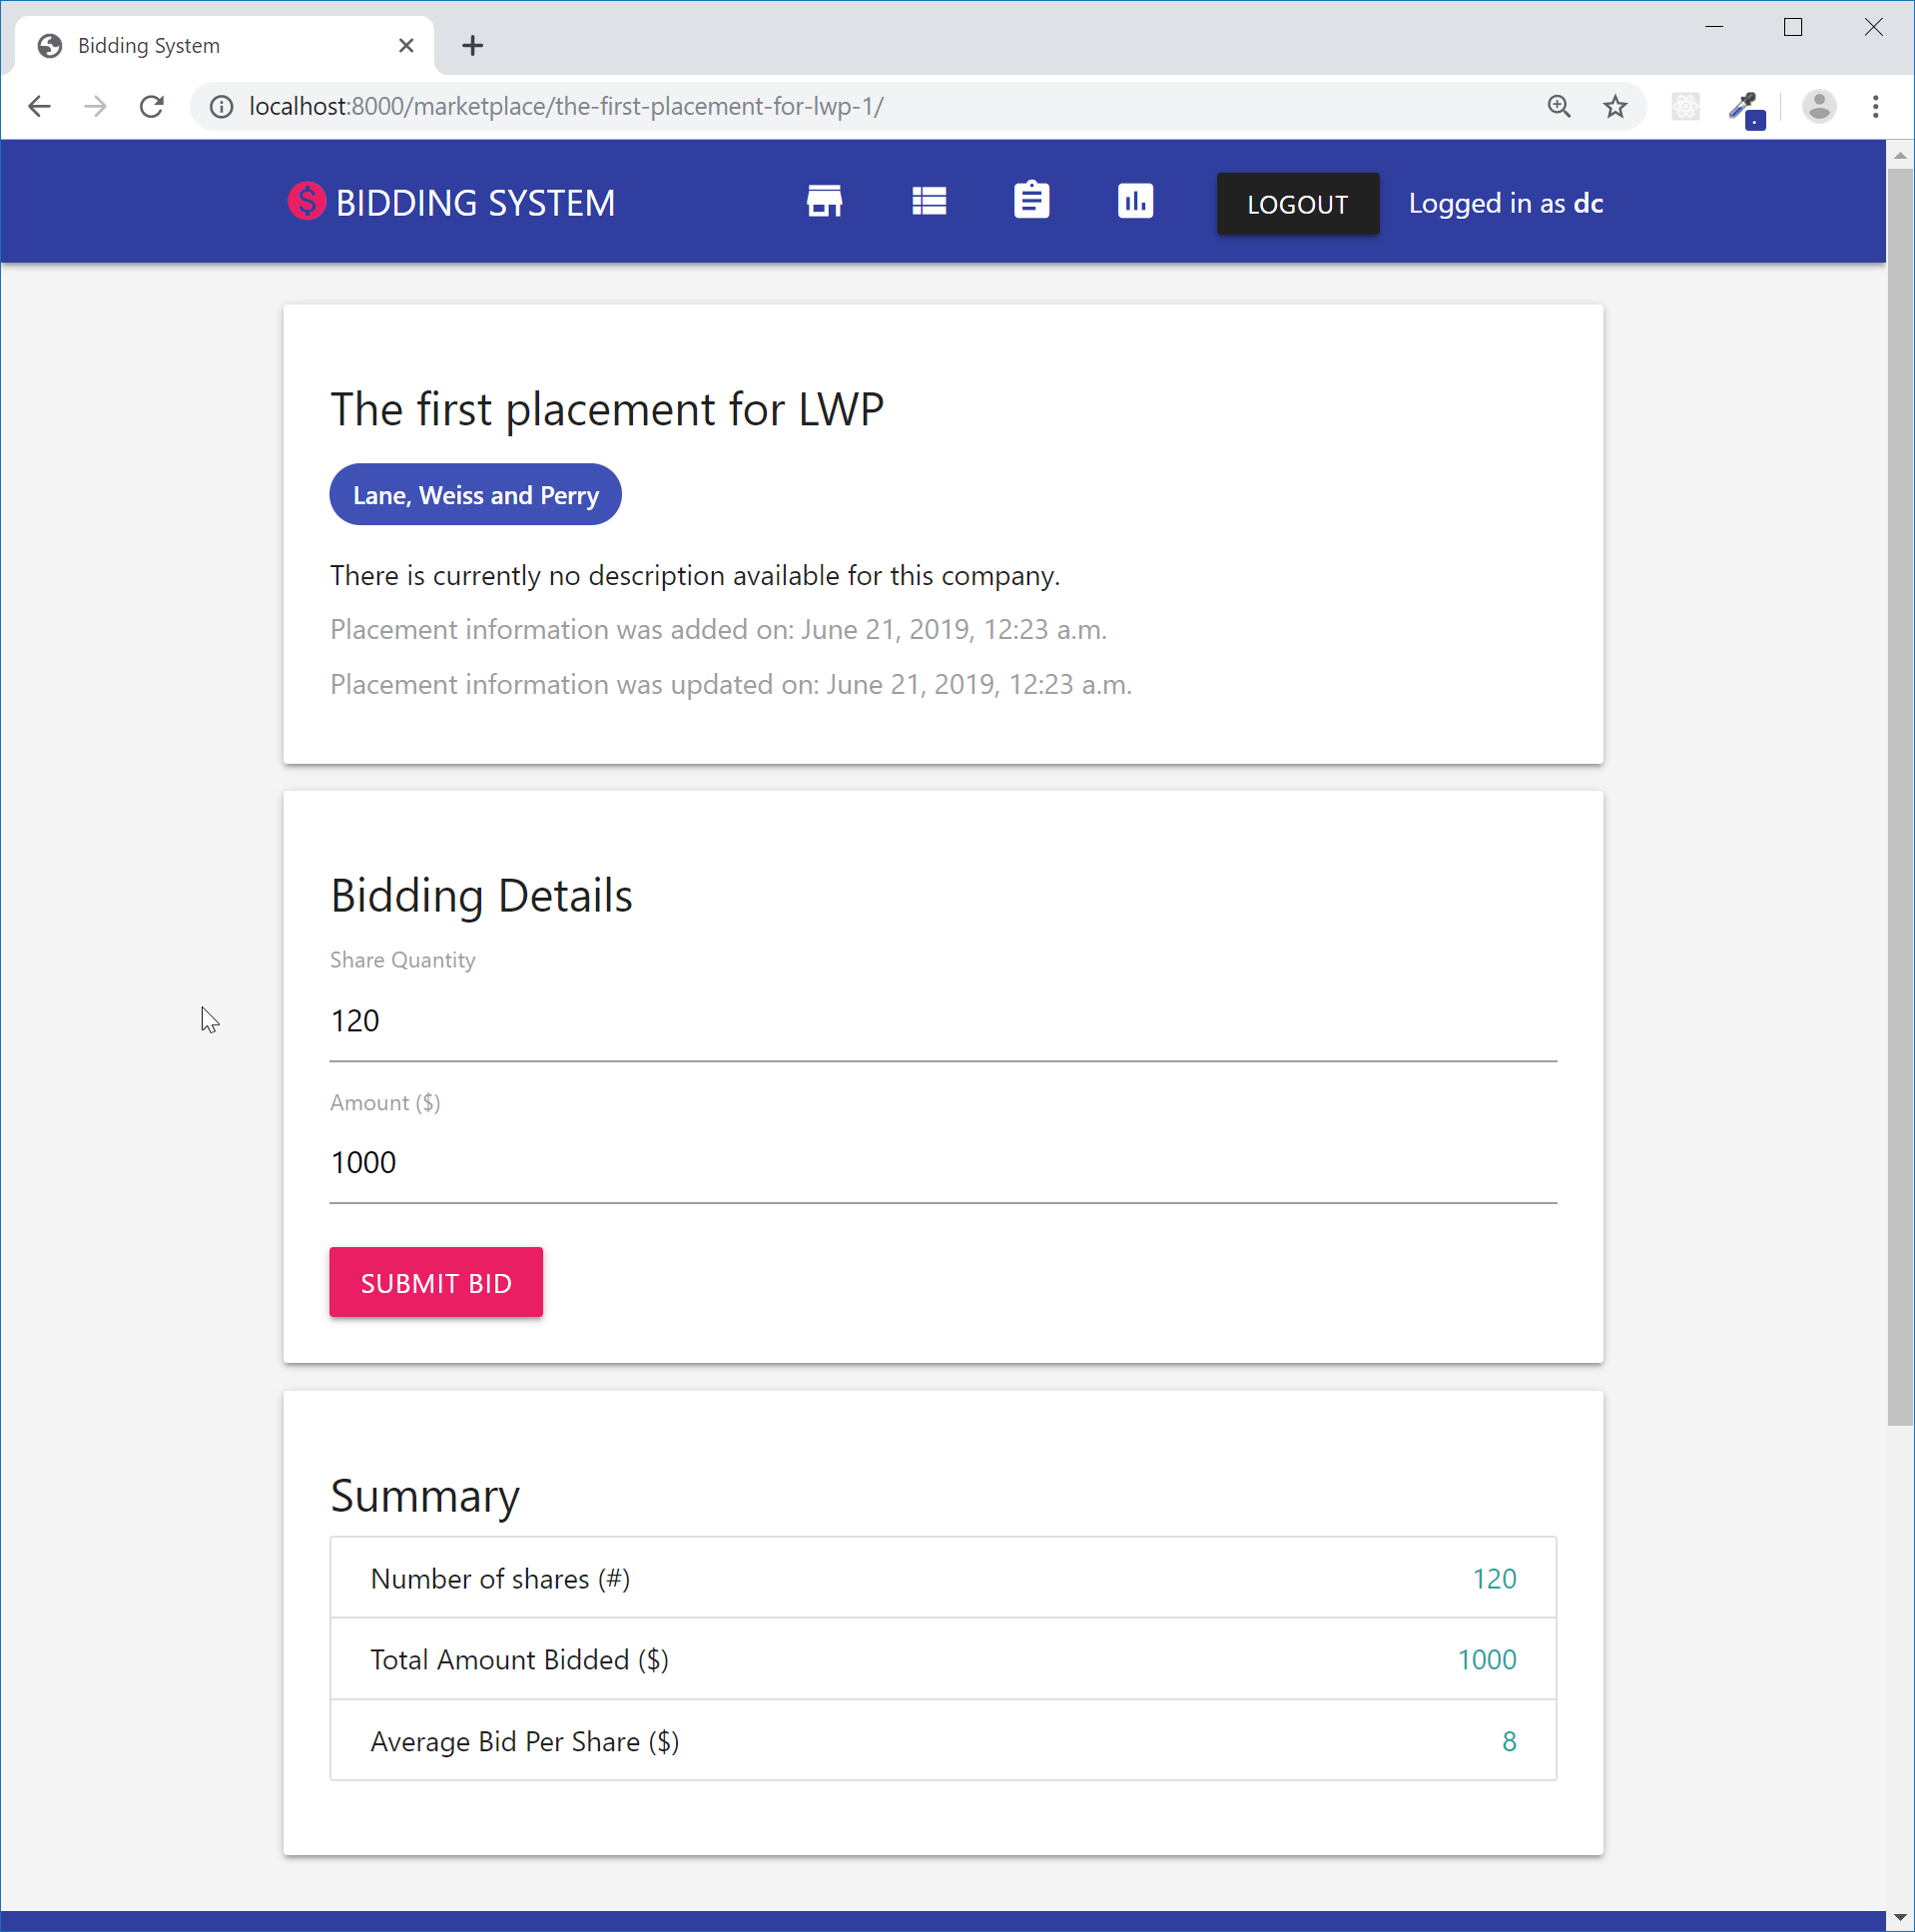 Bidding System
localhost:8000/marketplace/the-first-placement-for-lwp-1/
BIDDING SYSTEM
LOGOUT
Logged in as dc
The first placement for LWP
Lane, Weiss and Perry
There is currently no description available for this company.
Placement information was added on: June 21, 2019, 12:23 a.m.
Placement information was updated on: June 21, 2019, 12:23 a.m.
Bidding Details
Share Quantity
120
Amount ($)
1000
SUBMIT BID
Summary
Number of shares (#) 120
Total Amount Bidded ($) 1000
Average Bid Per Share ($) 8